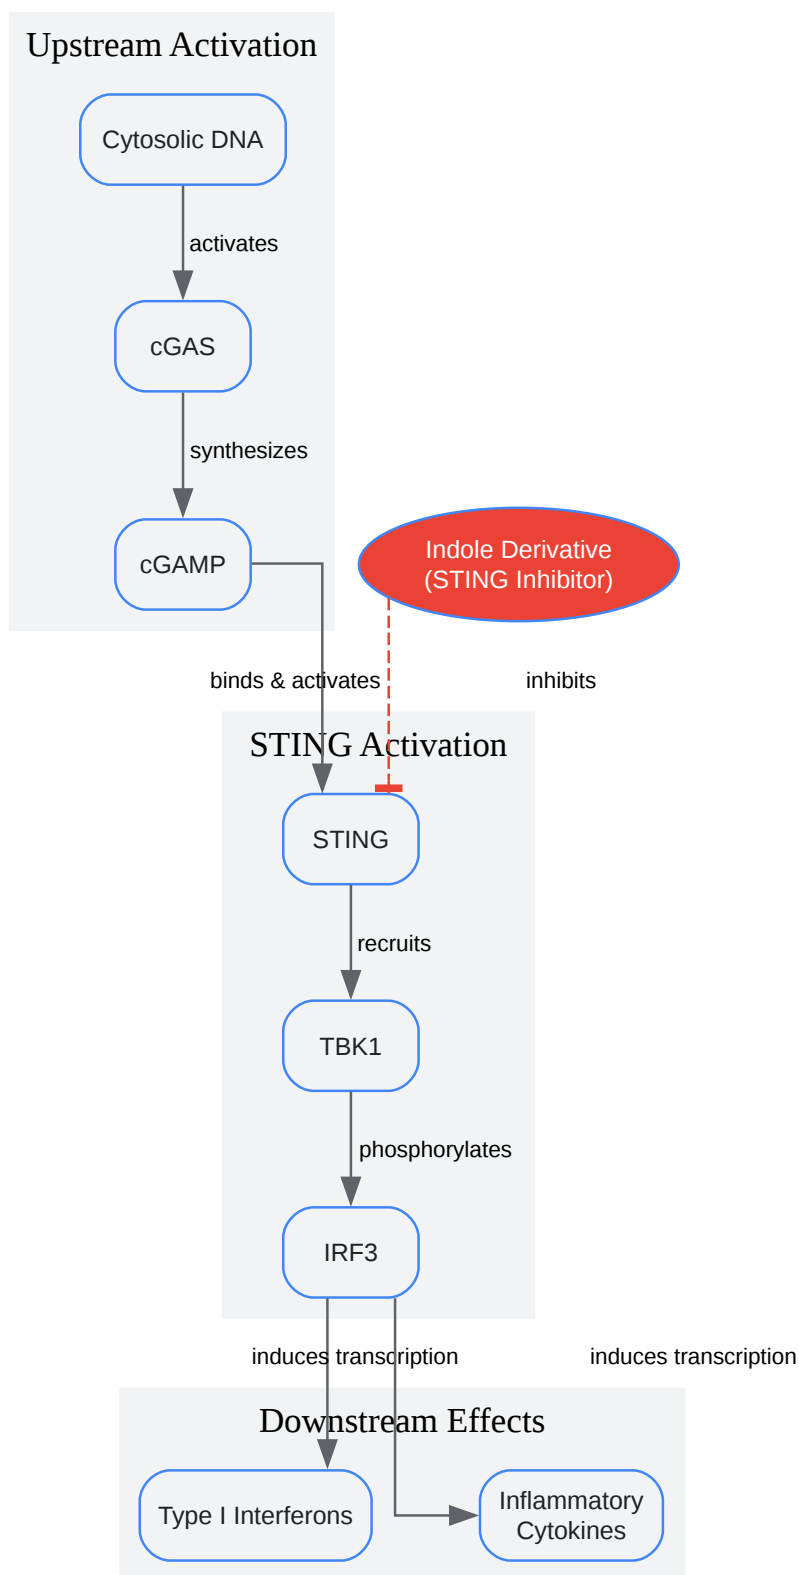 Upstream Activation
Cytosolic DNA
activates
cGAS
synthesizes
cGAMP
Indole Derivative
(STING Inhibitor)
binds & activates
inhibits
STING Activation
STING
recruits
TBK1
phosphorylates
IRF3
induces transcription
induces transcription
Downstream Effects
Type I Interferons
Inflammatory
Cytokines